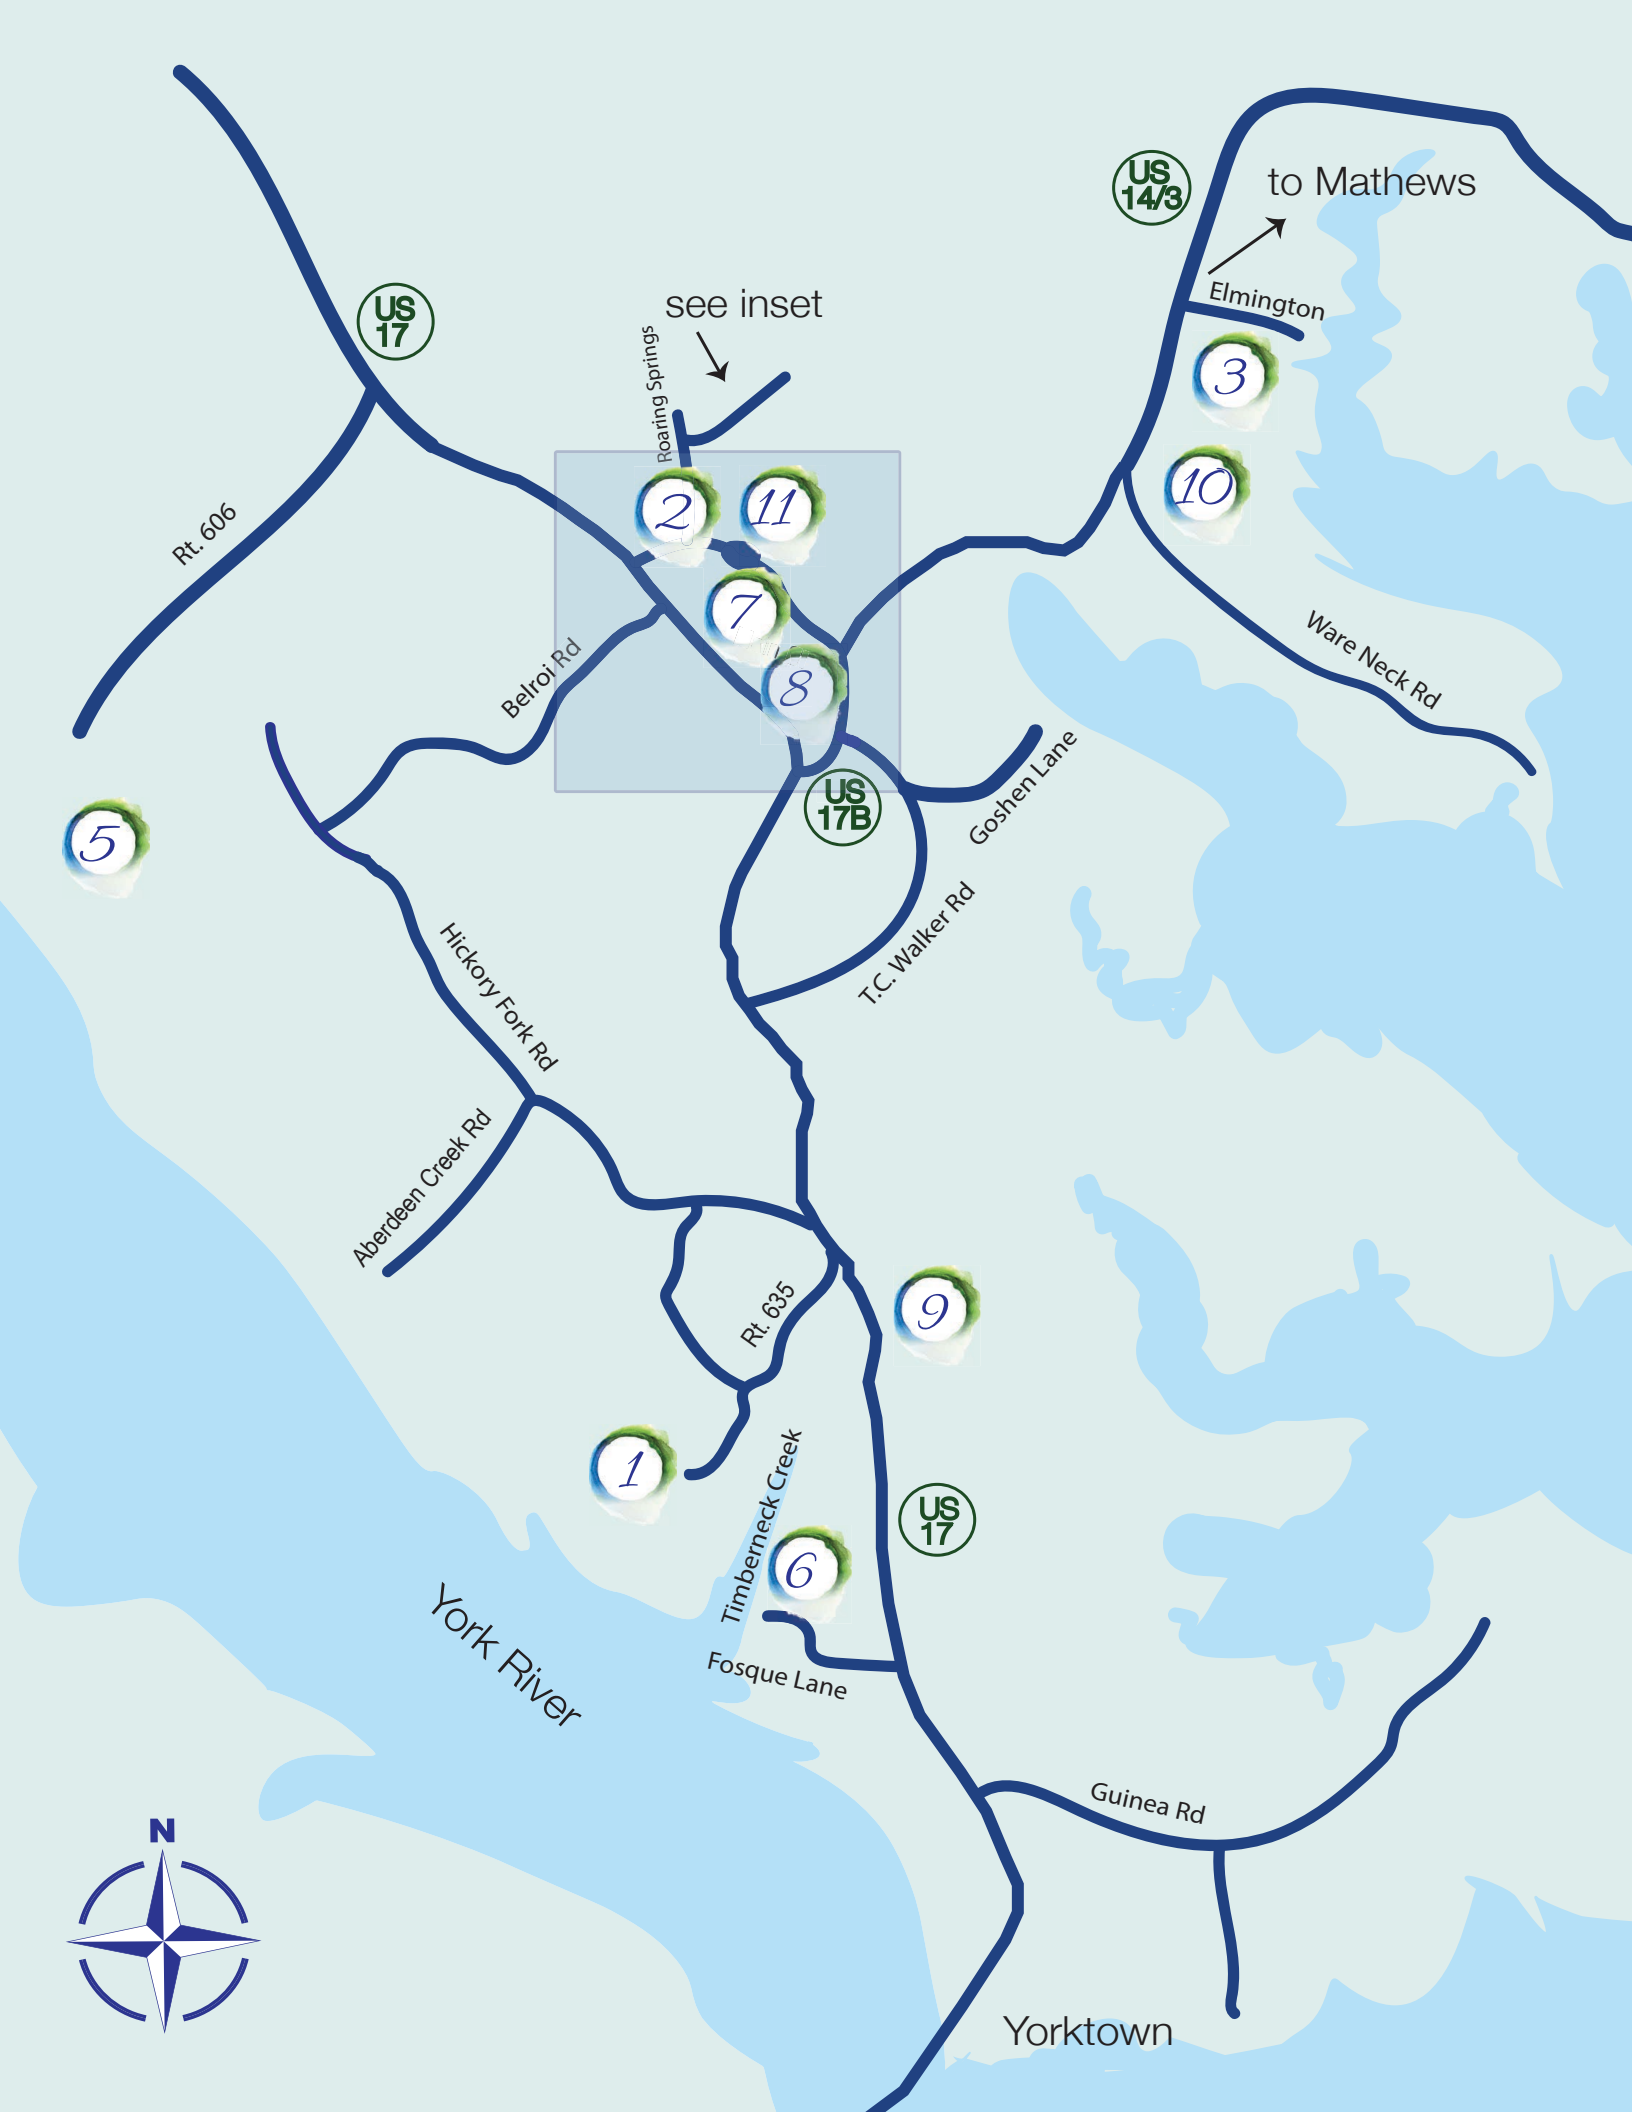 US
14/3
to Mathews
Elmington
US
17
see inset
Roaring Springs
3
2
11
10
Rt. 606
7
Belroi Rd
8
Ware Neck Rd
Goshen Lane
US
17B
5
T.C. Walker Rd
Hickory Fork Rd
Aberdeen Creek Rd
Rt. 635
9
1
Timberneck Creek
US
17
6
York River
Fosque Lane
Guinea Rd
N
Yorktown